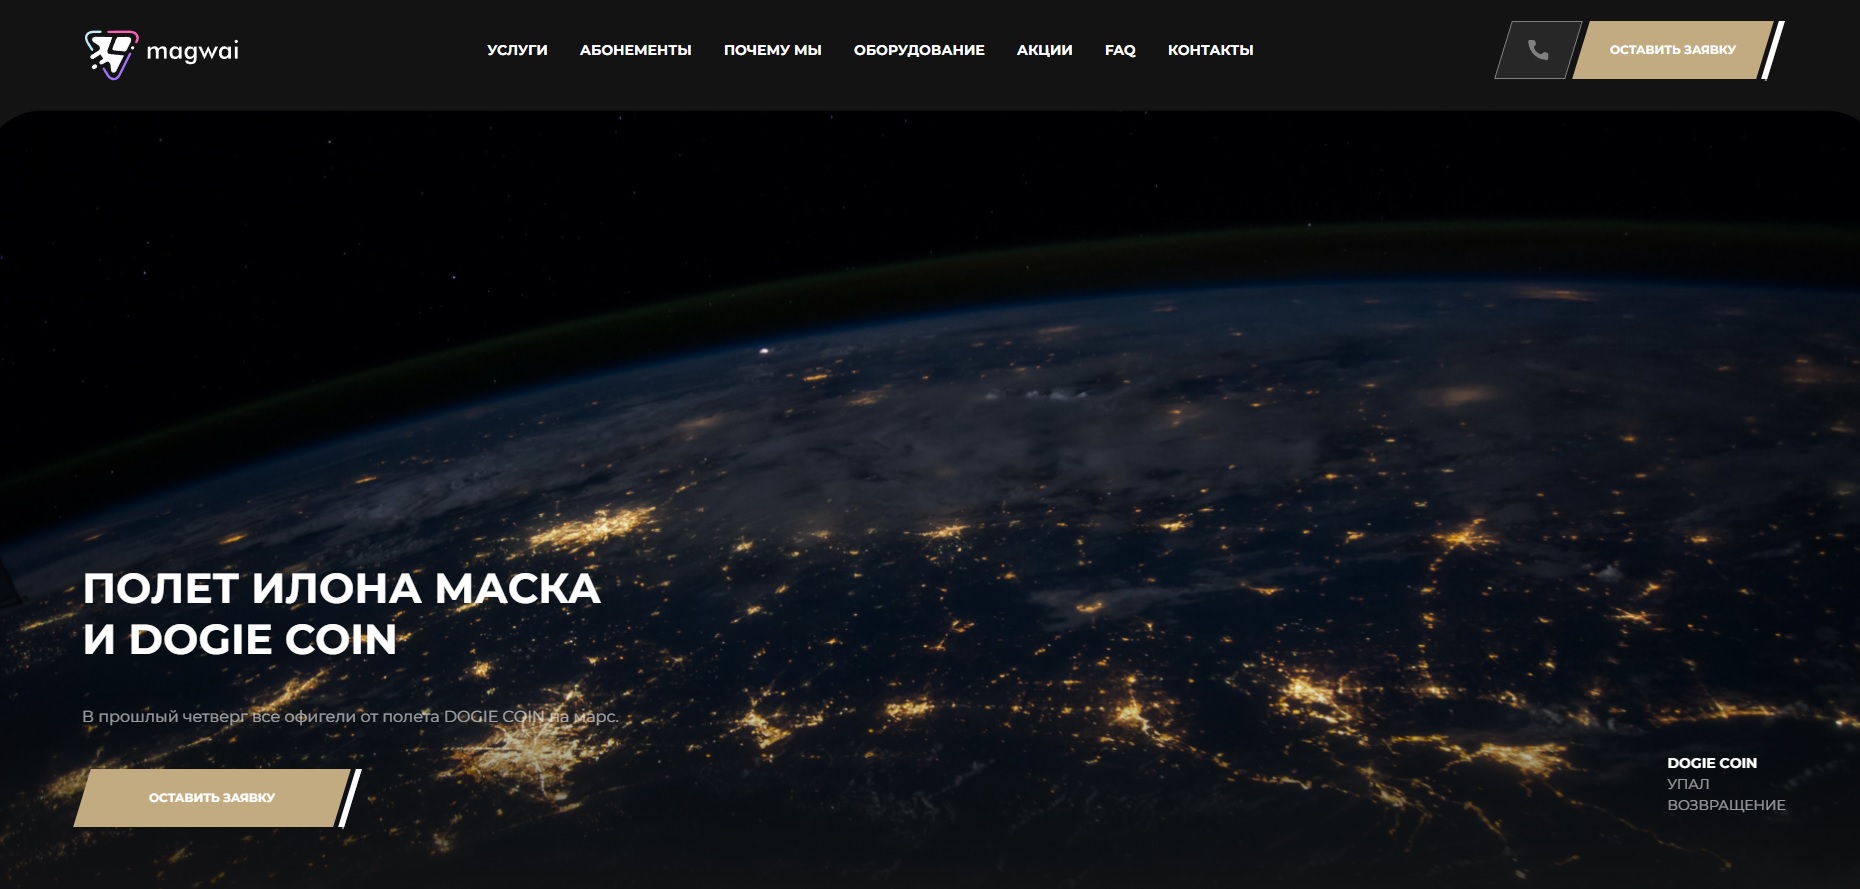 magwai
УСЛУГИ
АБОНЕМЕНТЫ
ПОЧЕМУ МЫ
ОБОРУДОВАНИЕ
АКЦИИ
FAQ
КОНТАКТЫ
ОСТАВИТЬ ЗАЯВКУ
ПОЛЕТ ИЛОНА МАСКА
И DOGIE COIN
В прошлый четверг все офигели от полета DOGIE COIN на марс.
ОСТАВИТЬ ЗАЯВКУ
DOGIE COIN
УПАЛ
ВОЗВРАЩЕНИЕ